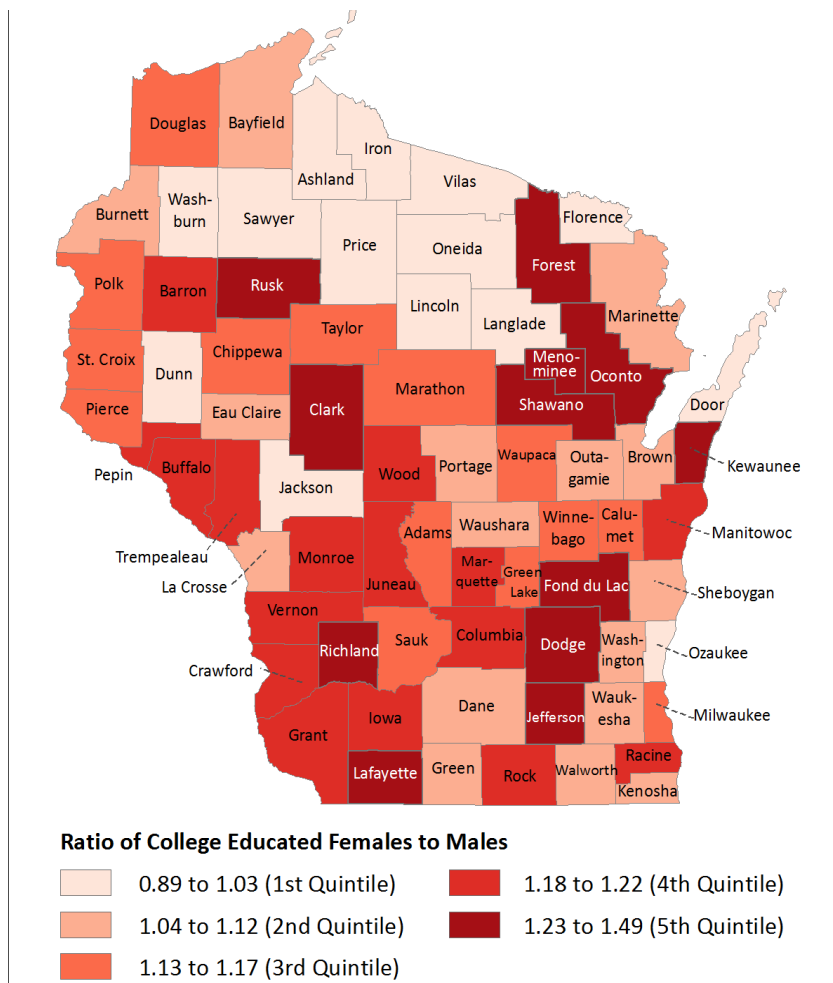 Douglas
Bayfield
Iron
Ashland
Vilas
Burnett
Wash-
burn
Sawyer
Florence
Price
Oneida
Forest
Polk
Barron
Rusk
Lincoln
Langlade
Marinette
Taylor
St. Croix
Chippewa
Dunn
Meno-
minee
Oconto
Marathon
Pierce
Eau Claire
Clark
Shawano
Door
Pepin
Buffalo
Wood
Portage
Waupaca
Outa-
gamie
Brown
Kewaunee
Jackson
Trempealeau
La Crosse
Monroe
Juneau
Adams
Waushara
Winne-
bago
Calu-
met
Manitowoc
Mar-
quette
Green
Lake
Fond du Lac
Sheboygan
Vernon
Richland
Sauk
Columbia
Dodge
Wash-
ington
Ozaukee
Crawford
Grant
Iowa
Dane
Jefferson
Wauk-
esha
Milwaukee
Lafayette
Green
Rock
Walworth
Racine
Kenosha
Ratio of College Educated Females to Males
0.89 to 1.03 (1st Quintile)
1.04 to 1.12 (2nd Quintile)
1.13 to 1.17 (3rd Quintile)
1.18 to 1.22 (4th Quintile)
1.23 to 1.49 (5th Quintile)